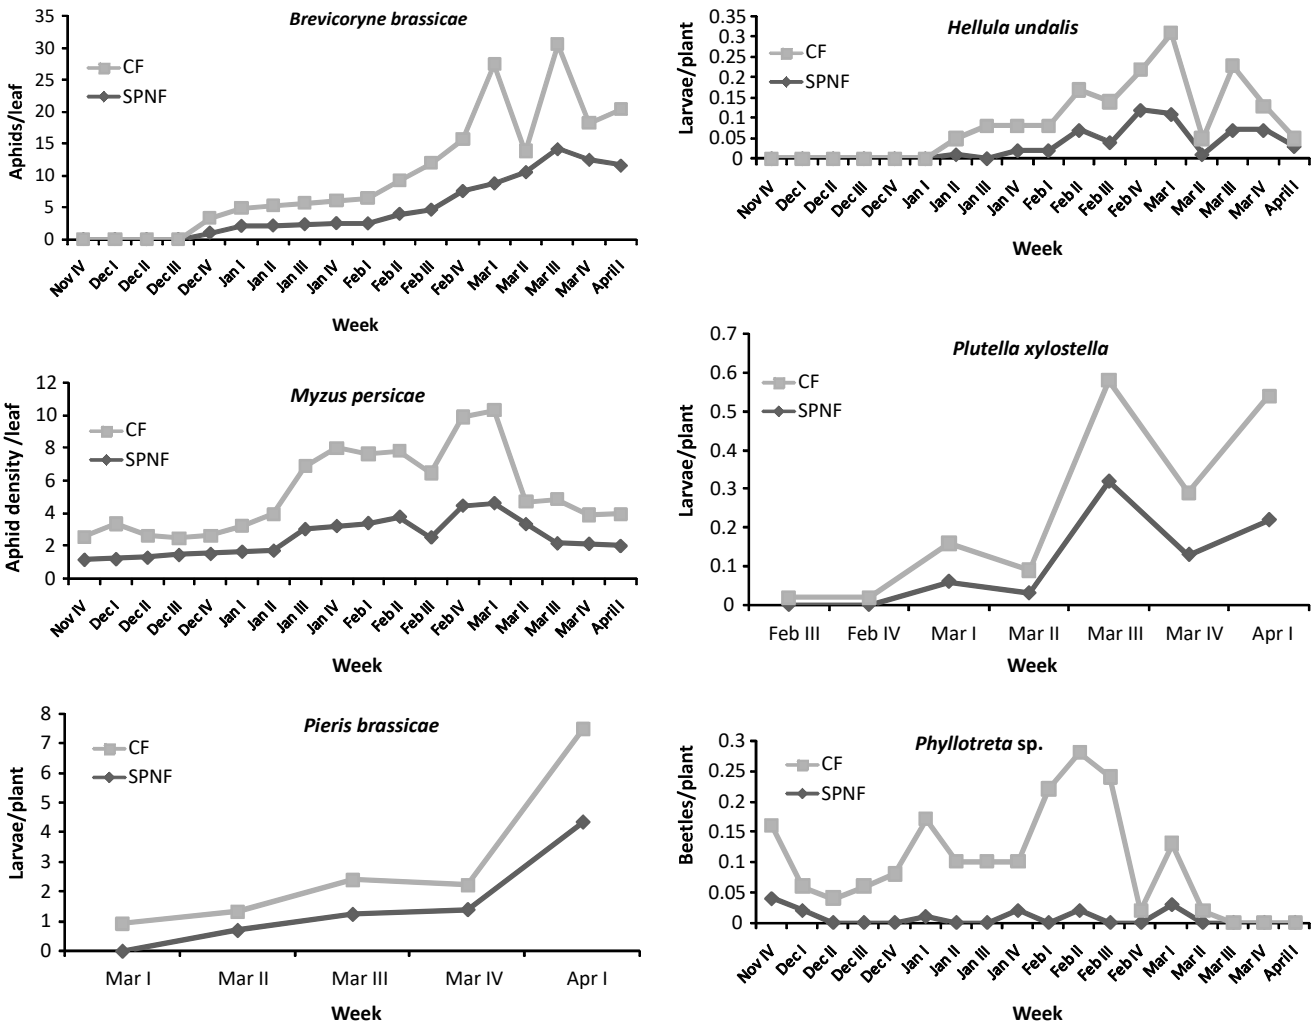 Brevicoryne brassicae
35
30
25
20
15
10
5
0
Aphids/leaf
CF
SPNF
Nov IV
Dec I
Dec II
Dec III
Dec IV
Jan I
Jan II
Jan III
Jan IV
Feb I
Feb II
Feb III
Feb IV
Mar I
Mar II
Mar III
Mar IV
April I
Week
Hellula undalis
0.35
0.3
0.25
0.2
0.15
0.1
0.05
0
Larvae/plant
CF
SPNF
Nov IV
Dec I
Dec II
Dec III
Dec IV
Jan I
Jan II
Jan III
Jan IV
Feb I
Feb II
Feb III
Feb IV
Mar I
Mar II
Mar III
Mar IV
April I
Week
Myzus persicae
12
10
8
6
4
2
0
Aphid density /leaf
CF
SPNF
Nov IV
Dec I
Dec II
Dec III
Dec IV
Jan I
Jan II
Jan III
Jan IV
Feb I
Feb II
Feb III
Feb IV
Mar I
Mar II
Mar III
Mar IV
April I
Week
Plutella xylostella
0.7
0.6
0.5
0.4
0.3
0.2
0.1
0
Larvae/plant
CF
SPNF
Feb III
Feb IV
Mar I
Mar II
Mar III
Mar IV
Apr I
Week
Pieris brassicae
8
7
6
5
4
3
2
1
0
Larvae/plant
CF
SPNF
Mar I
Mar II
Mar III
Mar IV
Apr I
Week
Phyllotreta sp.
0.3
0.25
0.2
0.15
0.1
0.05
0
Beetles/plant
CF
SPNF
Nov IV
Dec I
Dec II
Dec III
Dec IV
Jan I
Jan II
Jan III
Jan IV
Feb I
Feb II
Feb III
Feb IV
Mar I
Mar II
Mar III
Mar IV
April I
Week